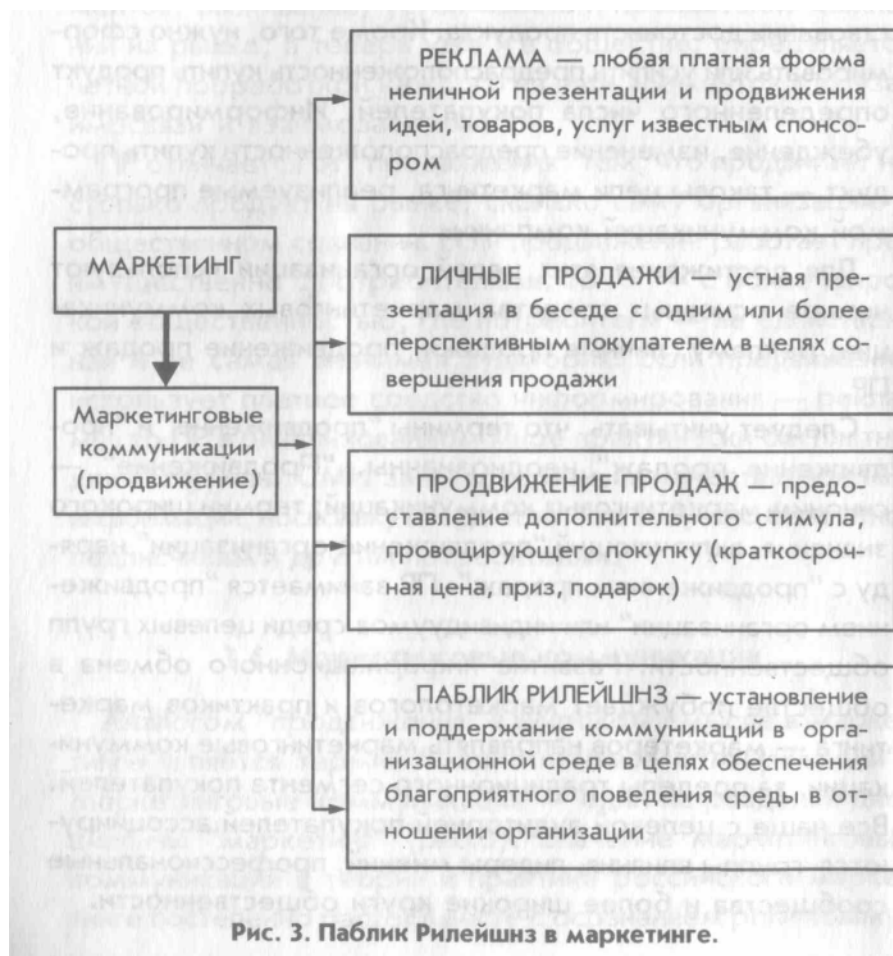 МАРКЕТИНГ
Маркетинговые
коммуникации
(продвижение)
РЕКЛАМА — любая платная форма
неличной презентации и продвижения
идей, товаров, услуг известным спонсо-
ром
ЛИЧНЫЕ ПРОДАЖИ — устная пре-
зентация в беседе с одним или более
перспективным покупателем в целях со-
вершения продажи
ПРОДВИЖЕНИЕ ПРОДАЖ — предо-
ставление дополнительного стимула,
провоцирующего покупку (краткосроч-
ная цена, приз, подарок)
ПАБЛИК РИЛЕЙШНЗ — установление
и поддержание коммуникаций в орга-
низационной среде в целях обеспечения
благоприятного поведения среды в от-
ношении организации
Рис. 3. Паблик Рилейшнз в маркетинге.